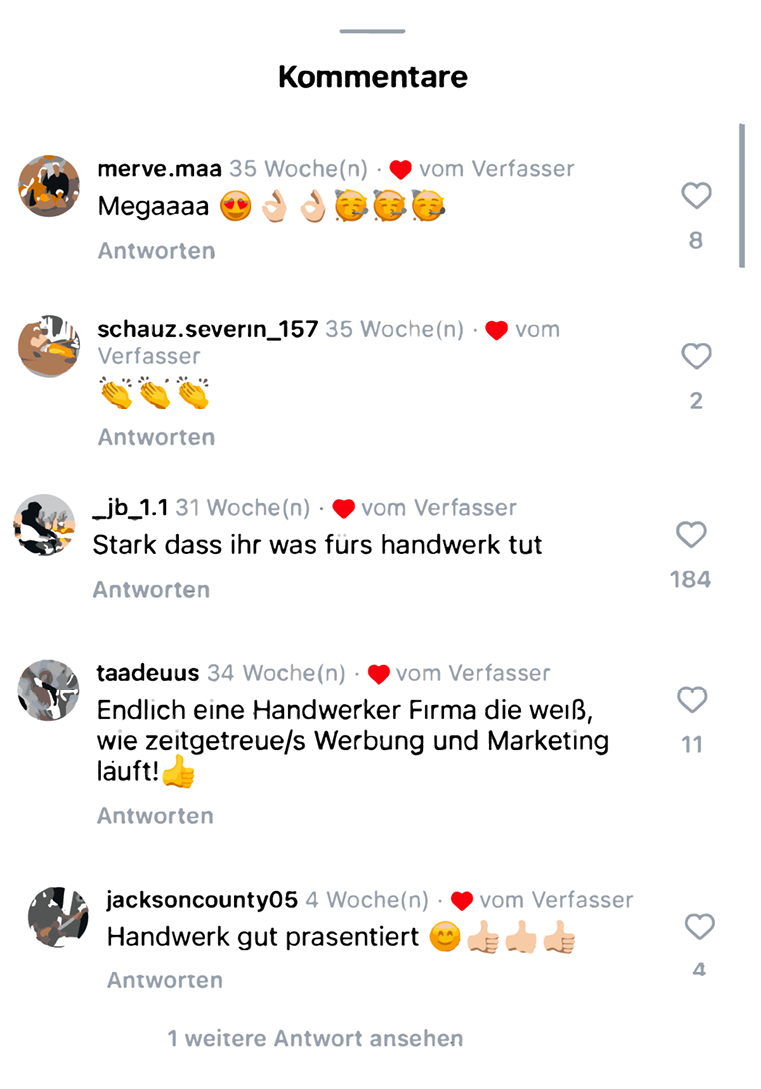 Kommentare
merve.maa 35 Woche(n) · ❤️ vom Verfasser
Megaaaa 😍👌🏻👌🏻🥳🥳🥳
Antworten
8
schauz.severin_157 35 Woche(n) · ❤️ vom
Verfasser
👏👏👏
Antworten
2
_jb_1.1 31 Woche(n) · ❤️ vom Verfasser
Stark dass ihr was fürs handwerk tut
Antworten
184
taadeuus 34 Woche(n) · ❤️ vom Verfasser
Endlich eine Handwerker Firma die weiß,
wie zeitgetreue/s Werbung und Marketing
läuft!👍
Antworten
11
jacksoncounty05 4 Woche(n) · ❤️ vom Verfasser
Handwerk gut prasentiert 😊👍🏻👍🏻👍🏻
Antworten
4
1 weitere Antwort ansehen